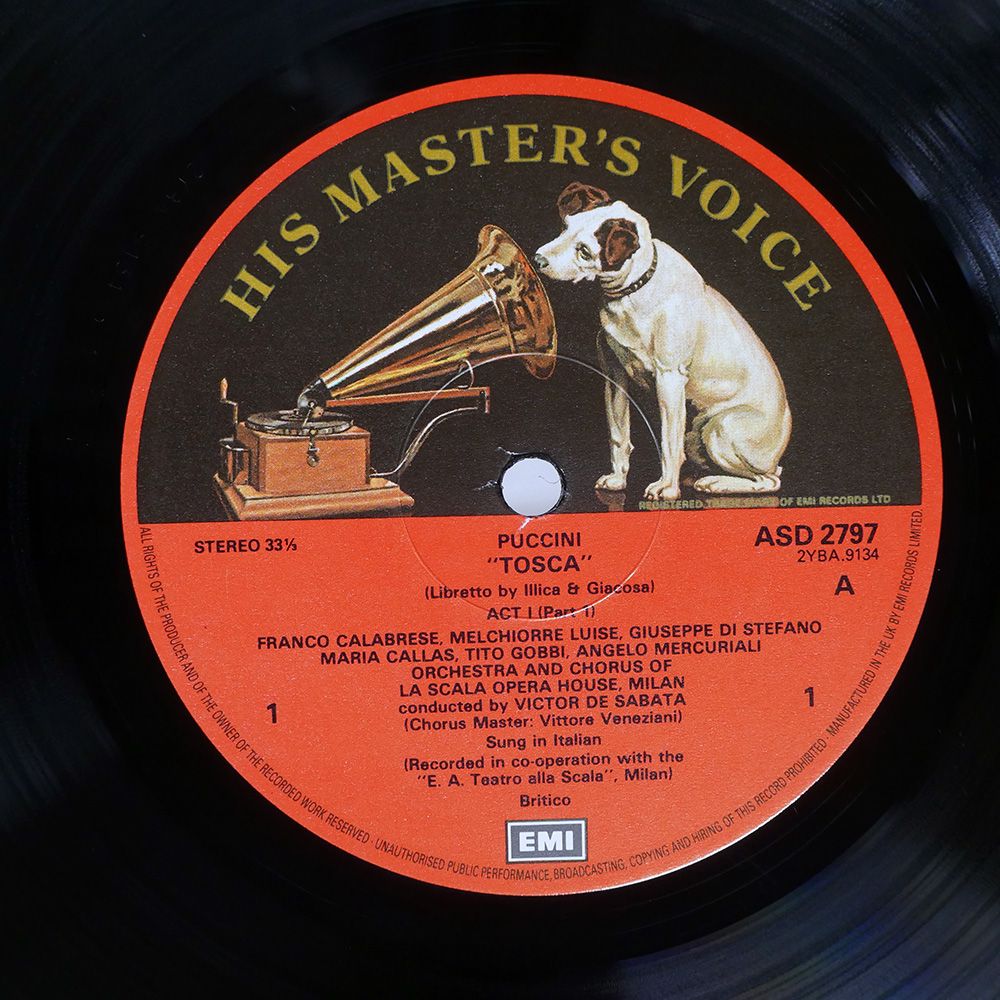 HIS MASTER'S VOICE
REGISTERED TRADE MARK OF EMI RECORDS LTD
STEREO 33⅓
PUCCINI
"TOSCA"
(Libretto by Illica & Giacosa)
ACT I (Part 1)
ASD 2797
2YBA.9134
A
FRANCO CALABRESE, MELCHIORRE LUISE, GIUSEPPE DI STEFANO
MARIA CALLAS, TITO GOBBI, ANGELO MERCURIALI
ORCHESTRA AND CHORUS OF
LA SCALA OPERA HOUSE, MILAN
conducted by VICTOR DE SABATA
(Chorus Master: Vittore Veneziani)
1
1
Sung in Italian
(Recorded in co-operation with the
"E. A. Teatro alla Scala", Milan)
Britico
EMI
ALL RIGHTS OF THE PRODUCER AND OF THE OWNER OF THE RECORDED WORK RESERVED · UNAUTHORISED PUBLIC PERFORMANCE, BROADCASTING, COPYING AND HIRING OF THIS RECORD PROHIBITED · MANUFACTURED IN THE UK BY EMI RECORDS LIMITED.